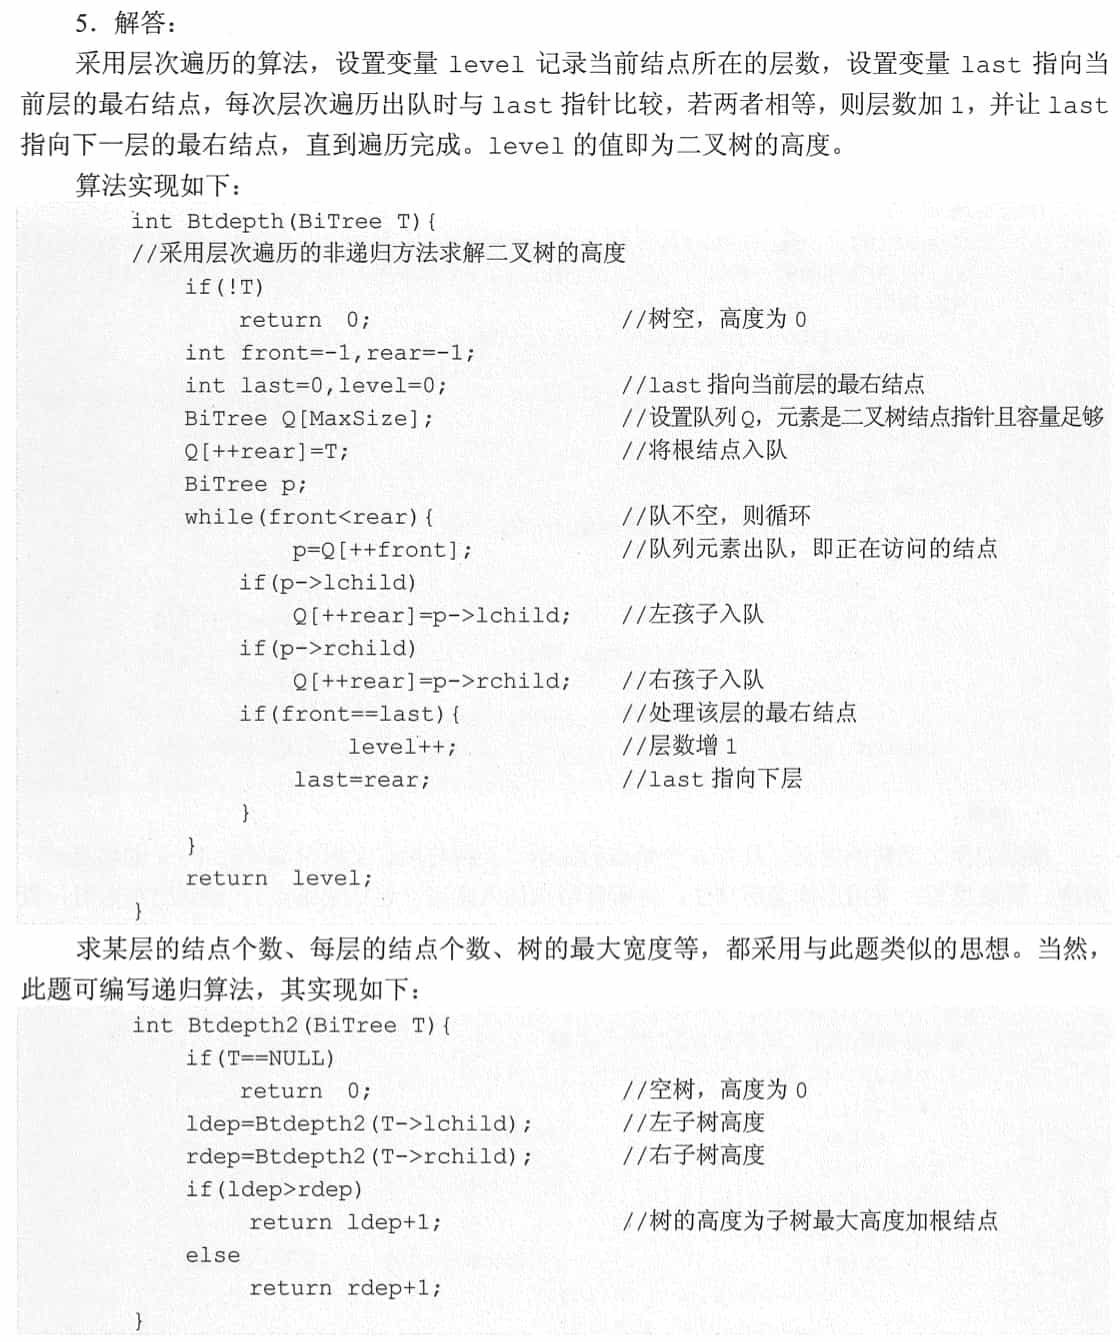 5．解答：
采用层次遍历的算法，设置变量 level 记录当前结点所在的层数，设置变量 last 指向当
前层的最右结点，每次层次遍历出队时与 last 指针比较，若两者相等，则层数加 1，并让 last
指向下一层的最右结点，直到遍历完成。level 的值即为二叉树的高度。
算法实现如下：
int Btdepth(BiTree T){
//采用层次遍历的非递归方法求解二叉树的高度
if(!T)
return 0; //树空，高度为 0
int front=-1,rear=-1;
int last=0,level=0; //last 指向当前层的最右结点
BiTree Q[MaxSize]; //设置队列 Q，元素是二叉树结点指针且容量足够
Q[++rear]=T; //将根结点入队
BiTree p;
while(front<rear){ //队不空，则循环
p=Q[++front]; //队列元素出队，即正在访问的结点
if(p->lchild)
Q[++rear]=p->lchild; //左孩子入队
if(p->rchild)
Q[++rear]=p->rchild; //右孩子入队
if(front==last){ //处理该层的最右结点
level++; //层数增 1
last=rear; //last 指向下层
}
}
return level;
}
求某层的结点个数、每层的结点个数、树的最大宽度等，都采用与此题类似的思想。当然，
此题可编写递归算法，其实现如下：
int Btdepth2(BiTree T){
if(T==NULL)
return 0; //空树，高度为 0
ldep=Btdepth2(T->lchild); //左子树高度
rdep=Btdepth2(T->rchild); //右子树高度
if(ldep>rdep)
return ldep+1; //树的高度为子树最大高度加根结点
else
return rdep+1;
}